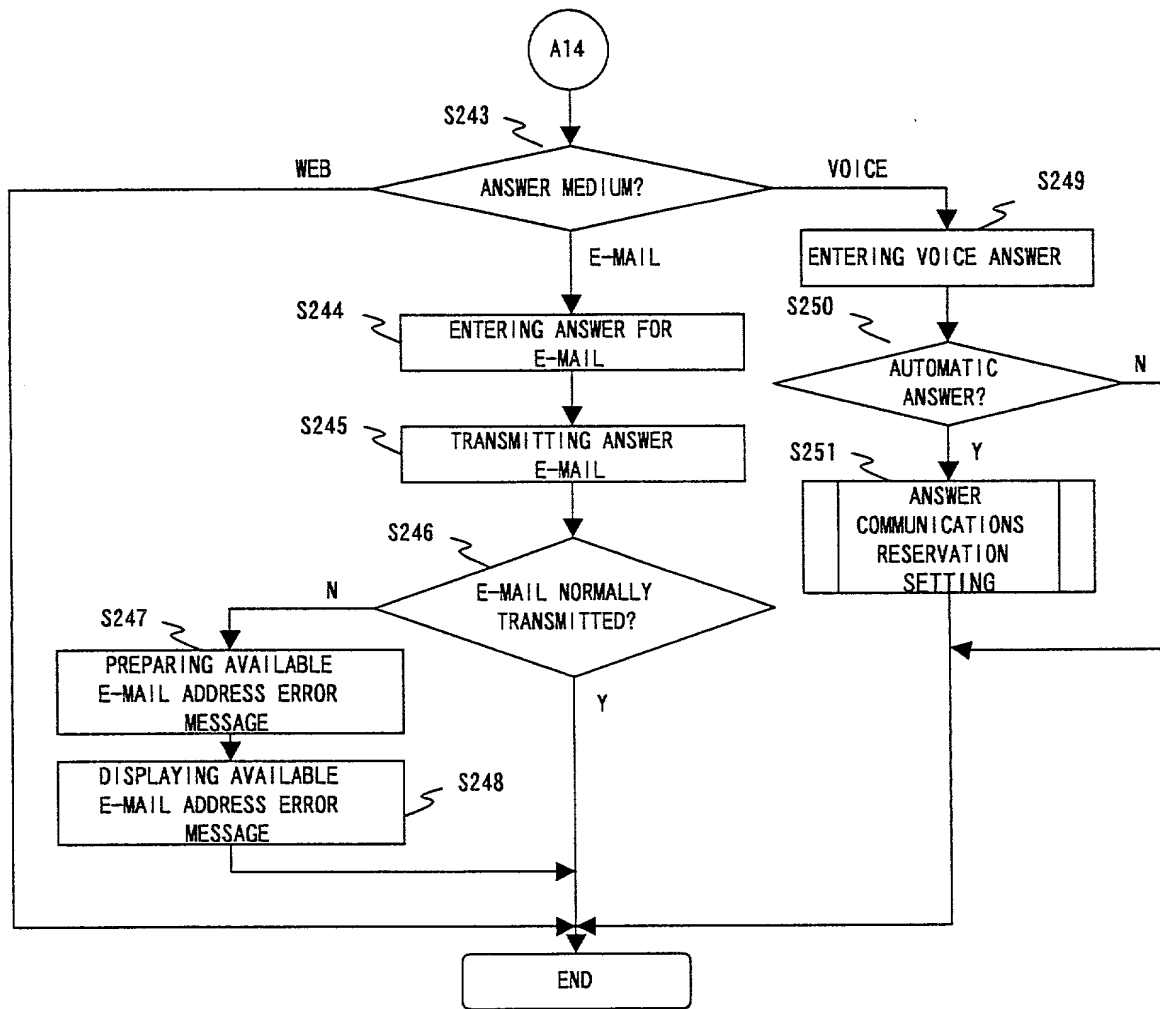 A14
S243
WEB
ANSWER MEDIUM?
VOICE
S249
E-MAIL
ENTERING VOICE ANSWER
S244
ENTERING ANSWER FOR
E-MAIL
S250
AUTOMATIC
ANSWER?
N
S245
TRANSMITTING ANSWER
E-MAIL
Y
S251
ANSWER
COMMUNICATIONS
RESERVATION
SETTING
S246
E-MAIL NORMALLY
TRANSMITTED?
N
S247
PREPARING AVAILABLE
E-MAIL ADDRESS ERROR
MESSAGE
Y
DISPLAYING AVAILABLE
E-MAIL ADDRESS ERROR
MESSAGE
S248
END